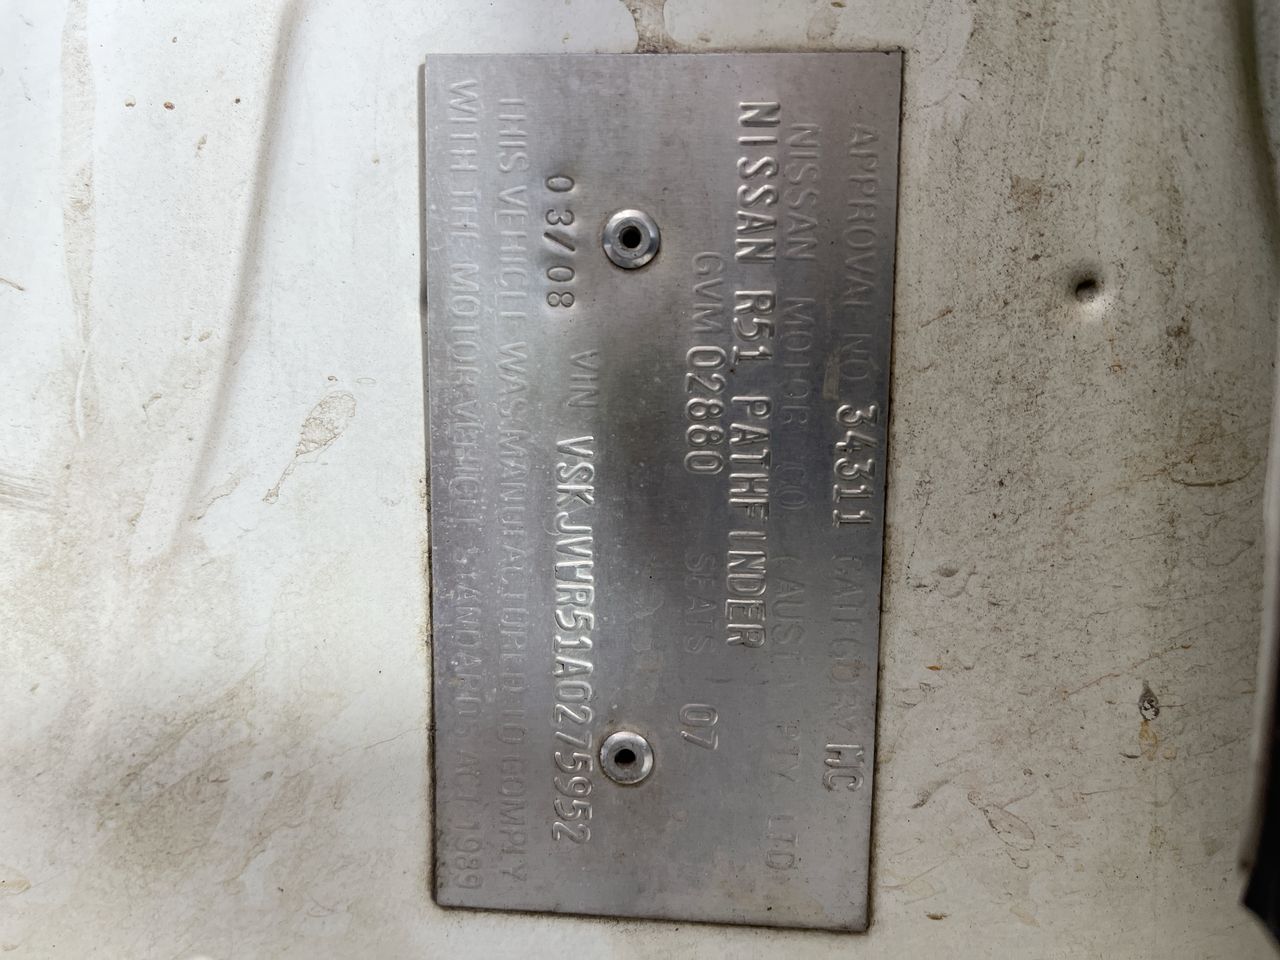 APPROVAL NO 34311 CATEGORY MC
NISSAN MOTOR CO (AUST) PTY LTD
NISSAN R51 PATHFINDER
GVM 02880 SEATS 07
03/08 VIN VSKJVWR51A0275952
THIS VEHICLE WAS MANUFACTURED TO COMPLY
WITH THE MOTOR VEHICLE STANDARDS ACT 1989